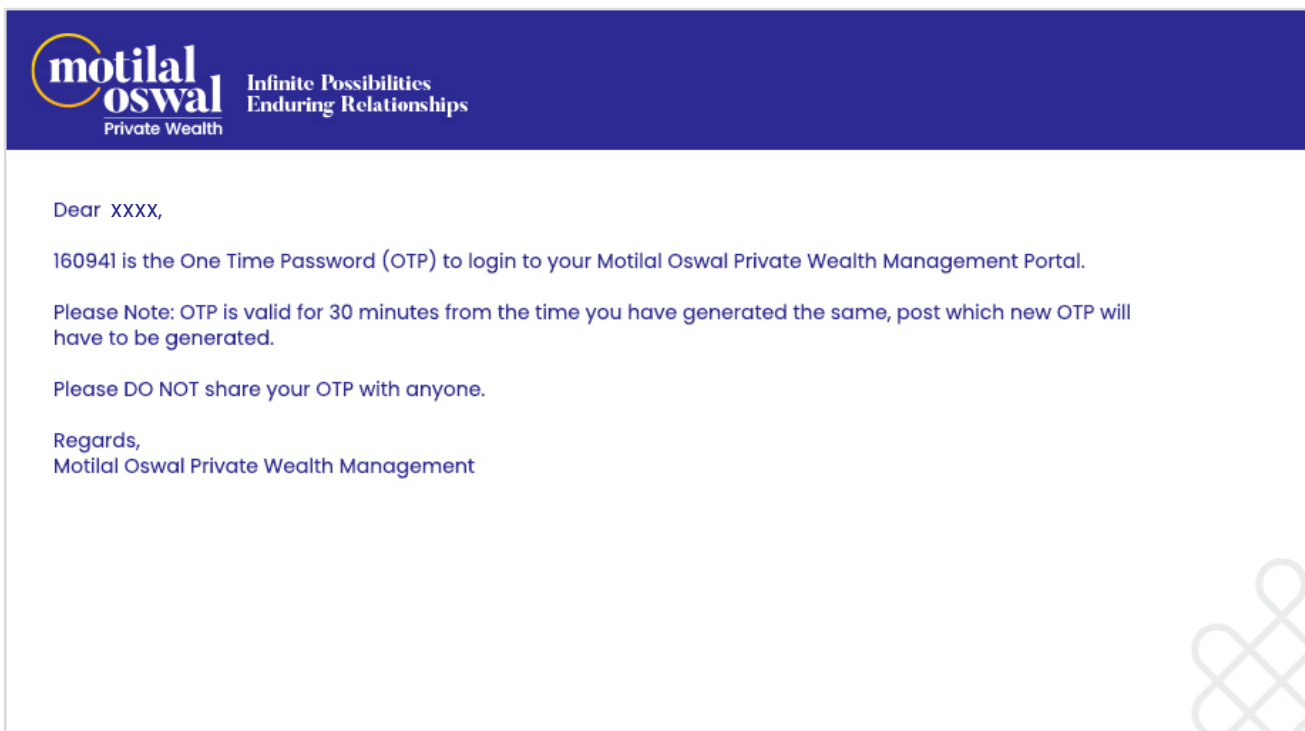 motilal
oswal
Private Wealth
Infinite Possibilities
Enduring Relationships
Dear XXXX,
160941 is the One Time Password (OTP) to login to your Motilal Oswal Private Wealth Management Portal.
Please Note: OTP is valid for 30 minutes from the time you have generated the same, post which new OTP will
have to be generated.
Please DO NOT share your OTP with anyone.
Regards,
Motilal Oswal Private Wealth Management